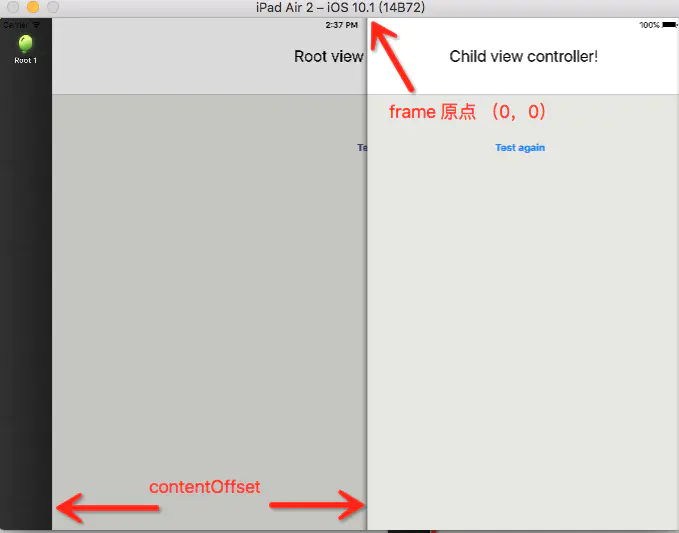 iPad Air 2 – iOS 10.1 (14B72)
Carrier
2:37 PM
100%
Root 1
Root view
Child view controller!
frame 原点 （0，0）
Te
Test again
contentOffset